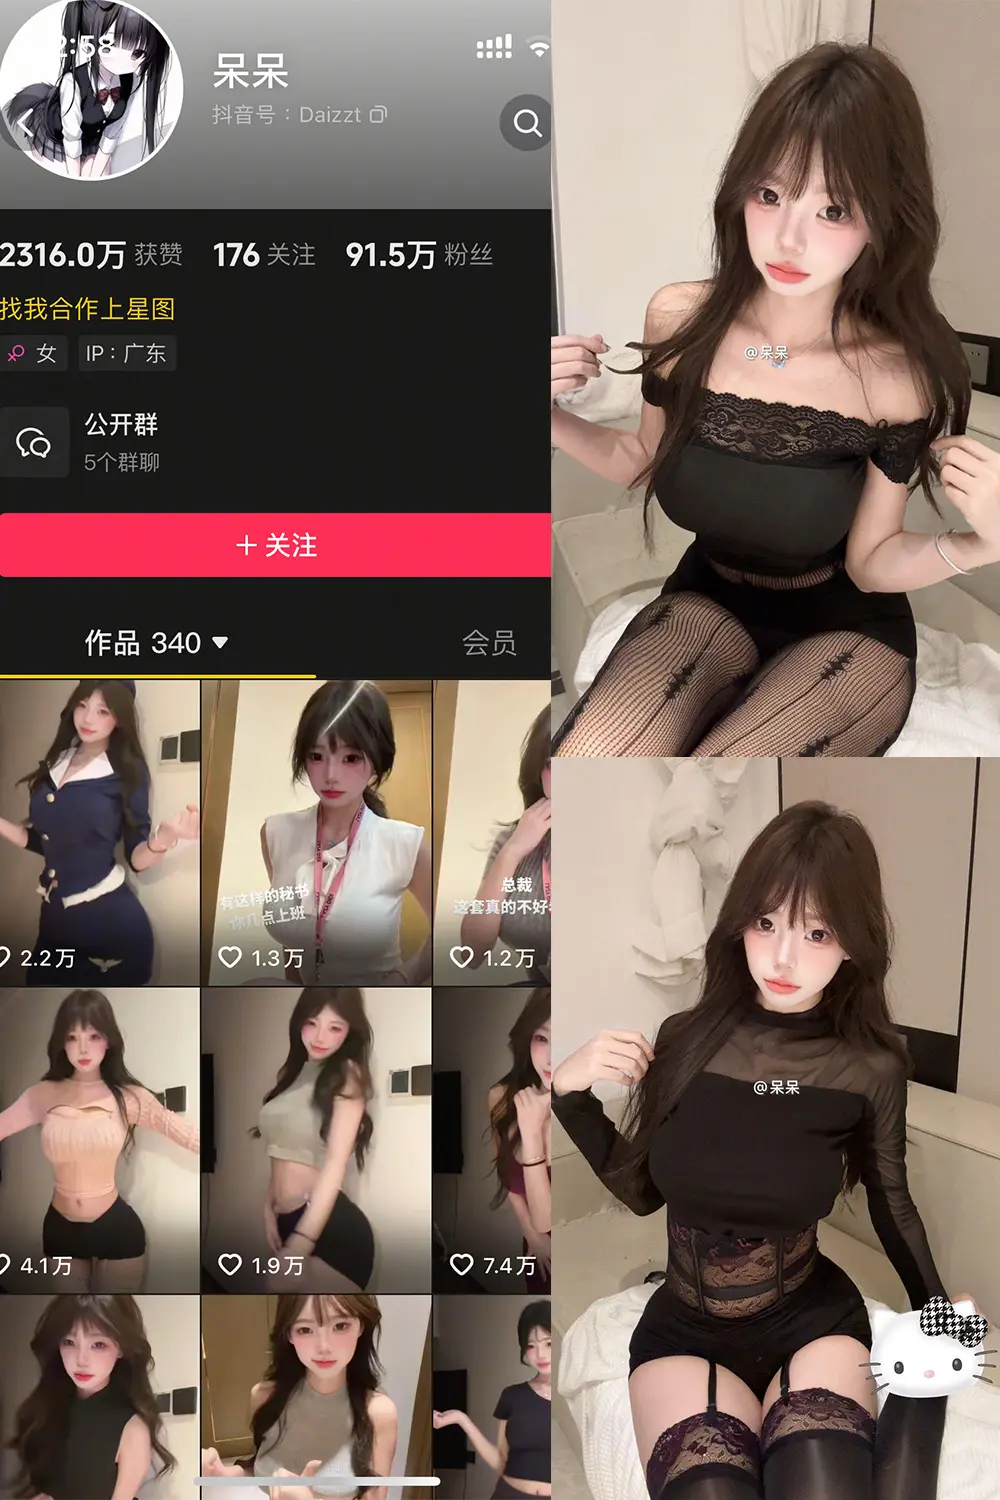 2:58
呆呆
抖音号：Daizzt
2316.0万 获赞 176 关注 91.5万 粉丝
找我合作上星图
女 IP：广东
公开群
5个群聊
+ 关注
作品 340 会员
有这样的秘书
你几点上班
总裁
这套真的不好
2.2万 1.3万 1.2万
4.1万 1.9万 7.4万
@呆呆
@呆呆